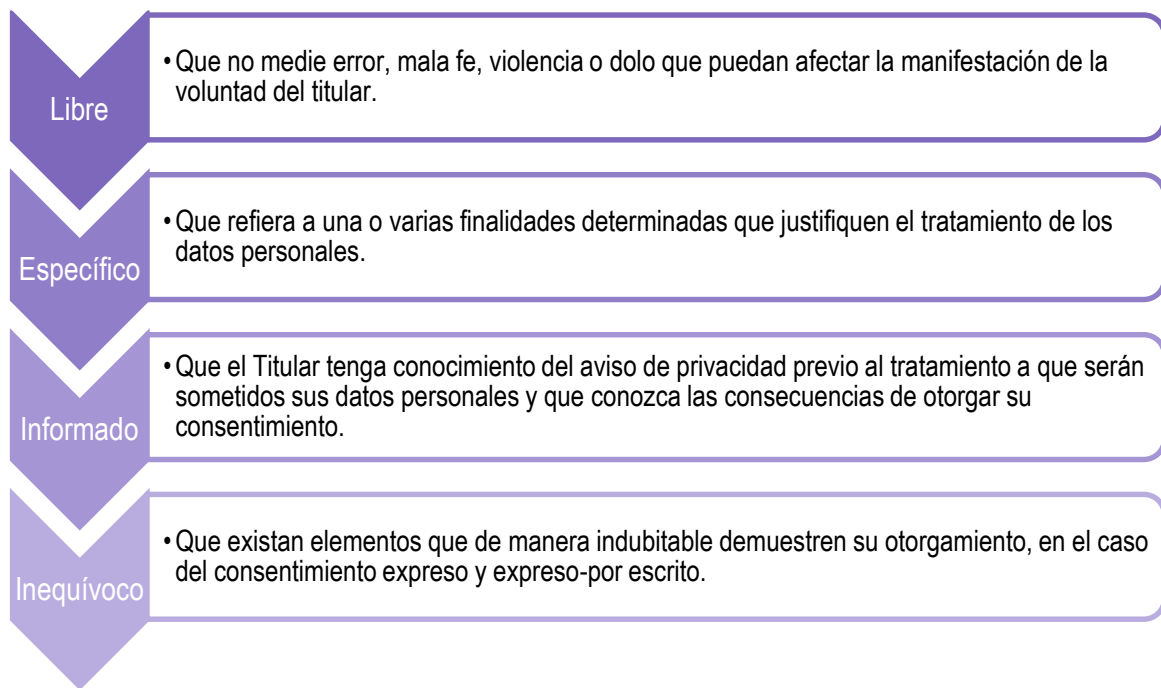 Libre
•Que no medie error, mala fe, violencia o dolo que puedan afectar la manifestación de la
voluntad del titular.
Específico
•Que refiera a una o varias finalidades determinadas que justifiquen el tratamiento de los
datos personales.
Informado
•Que el Titular tenga conocimiento del aviso de privacidad previo al tratamiento a que serán
sometidos sus datos personales y que conozca las consecuencias de otorgar su
consentimiento.
Inequívoco
•Que existan elementos que de manera indubitable demuestren su otorgamiento, en el caso
del consentimiento expreso y expreso-por escrito.